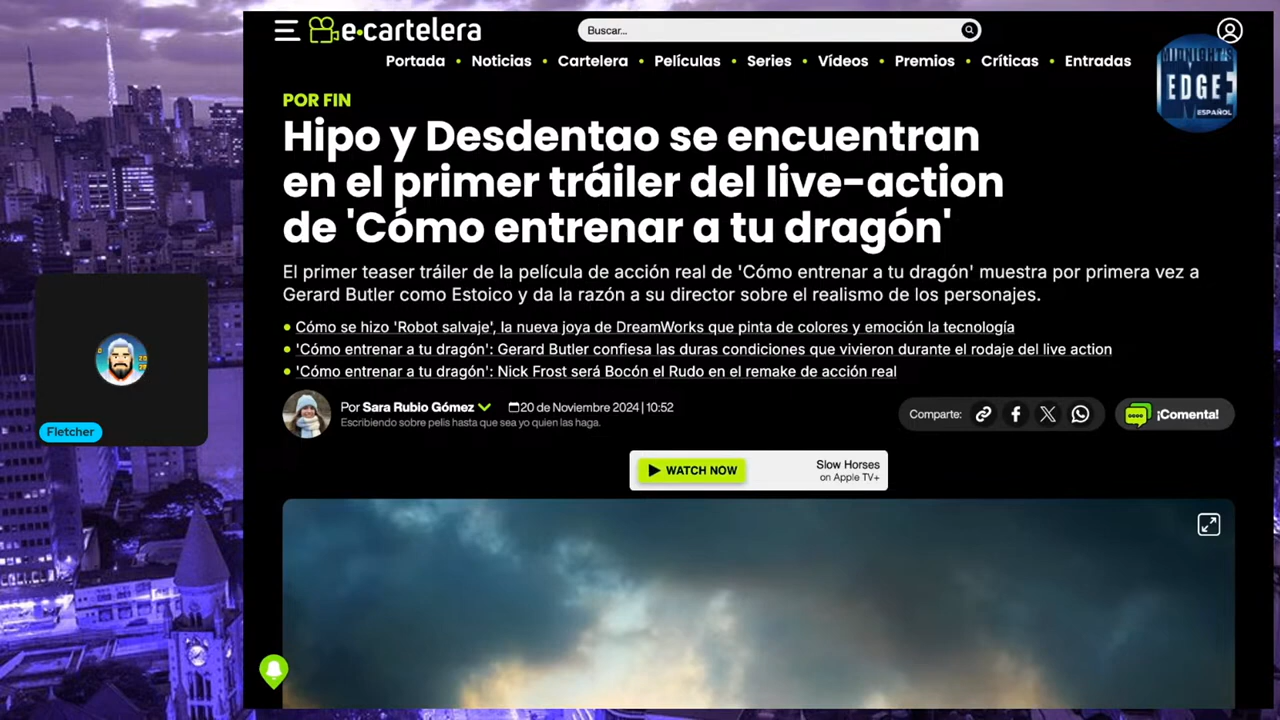 e·cartelera
Buscar...
Portada • Noticias • Cartelera • Películas • Series • Vídeos • Premios • Críticas • Entradas
MIDNIGHT'S
EDGE
ESPAÑOL
POR FIN
Hipo y Desdentao se encuentran
en el primer tráiler del live-action
de 'Cómo entrenar a tu dragón'
El primer teaser tráiler de la película de acción real de 'Cómo entrenar a tu dragón' muestra por primera vez a
Gerard Butler como Estoico y da la razón a su director sobre el realismo de los personajes.
• Cómo se hizo 'Robot salvaje', la nueva joya de DreamWorks que pinta de colores y emoción la tecnología
• 'Cómo entrenar a tu dragón': Gerard Butler confiesa las duras condiciones que vivieron durante el rodaje del live action
• 'Cómo entrenar a tu dragón': Nick Frost será Bocón el Rudo en el remake de acción real
Por Sara Rubio Gómez 20 de Noviembre 2024 | 10:52
Escribiendo sobre pelis hasta que sea yo quien las haga.
Comparte:
¡Comenta!
Fletcher
WATCH NOW
Slow Horses
on Apple TV+